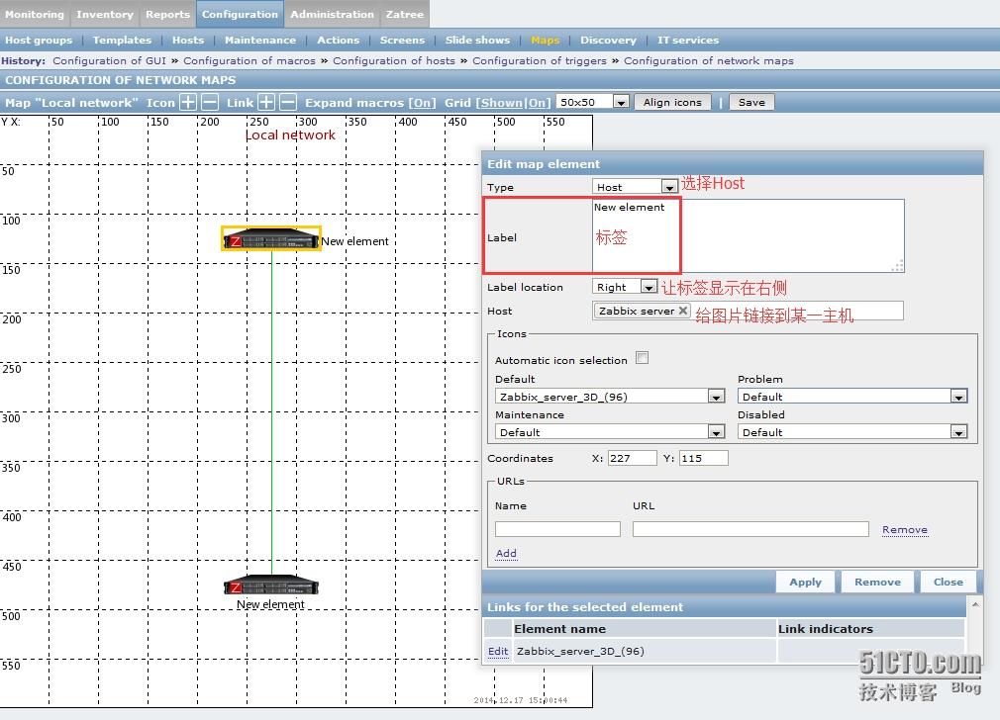 Monitoring Inventory Reports Configuration Administration Zatree
Host groups | Templates | Hosts | Maintenance | Actions | Screens | Slide shows | Maps | Discovery | IT services
History: Configuration of GUI » Configuration of macros » Configuration of hosts » Configuration of triggers » Configuration of network maps
CONFIGURATION OF NETWORK MAPS
Map "Local network" Icon + − Link + − Expand macros [On] Grid [Shown|On] 50x50 Align icons | Save
Y X: 50 100 150 200 250 300 350 400 450 500 550
Local network
50
100
150
200
250
300
350
400
450
500
550
New element
New element
2014.12.17 15:00:44
Edit map element
Type Host 选择Host
Label New element
标签
Label location Right 让标签显示在右侧
Host Zabbix server 给图片链接到某一主机
Icons
Automatic icon selection
Default Problem
Zabbix_server_3D_(96) Default
Maintenance Disabled
Default Default
Coordinates X: 227 Y: 115
URLs
Name URL
Remove
Add
Apply Remove Close
Links for the selected element
Element name Link indicators
Edit Zabbix_server_3D_(96)
51CTO.com
技术博客 Blog